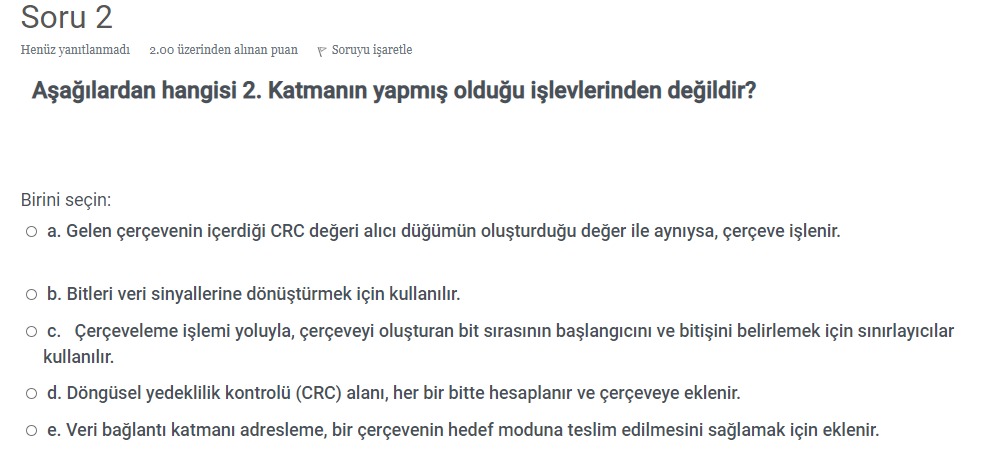 Soru 2
Henüz yanıtlanmadı 2.00 üzerinden alınan puan Soruyu işaretle
Aşağılardan hangisi 2. Katmanın yapmış olduğu işlevlerinden değildir?
Birini seçin:
a. Gelen çerçevenin içerdiği CRC değeri alıcı düğümün oluşturduğu değer ile aynıysa, çerçeve işlenir.
b. Bitleri veri sinyallerine dönüştürmek için kullanılır.
c. Çerçeveleme işlemi yoluyla, çerçeveyi oluşturan bit sırasının başlangıcını ve bitişini belirlemek için sınırlayıcılar
kullanılır.
d. Döngüsel yedeklilik kontrolü (CRC) alanı, her bir bitte hesaplanır ve çerçeveye eklenir.
e. Veri bağlantı katmanı adresleme, bir çerçevenin hedef moduna teslim edilmesini sağlamak için eklenir.